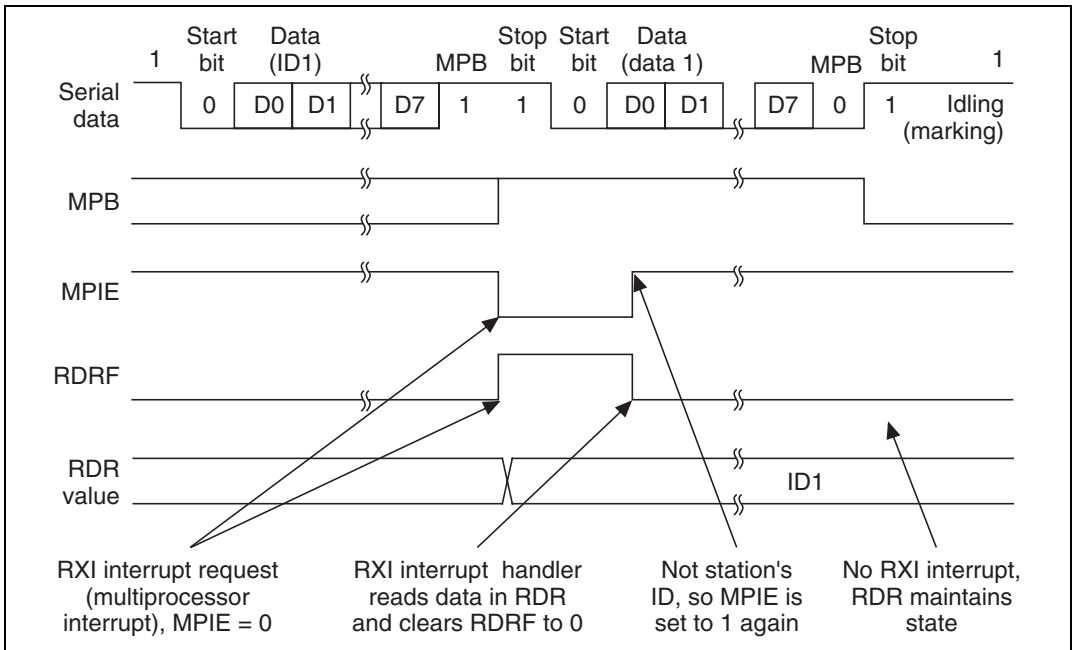 1 Start bit Data (ID1) MPB Stop bit Start bit Data (data 1) MPB Stop bit 1
Serial data 0 D0 D1 D7 1 1 0 D0 D1 D7 0 1 Idling (marking)
MPB
MPIE
RDRF
RDR value ID1
RXI interrupt request (multiprocessor interrupt), MPIE = 0
RXI interrupt handler reads data in RDR and clears RDRF to 0
Not station's ID, so MPIE is set to 1 again
No RXI interrupt, RDR maintains state